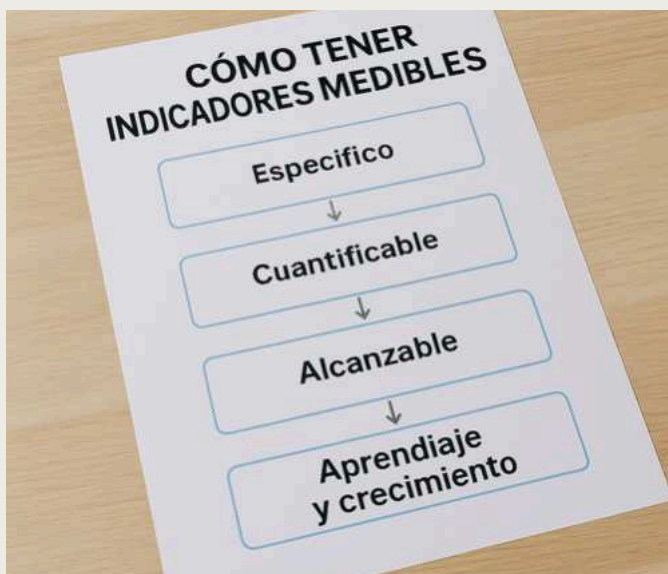 CÓMO TENER
INDICADORES MEDIBLES
Especifico
↓
Cuantificable
↓
Alcanzable
↓
Aprendiaje
y crecimiento